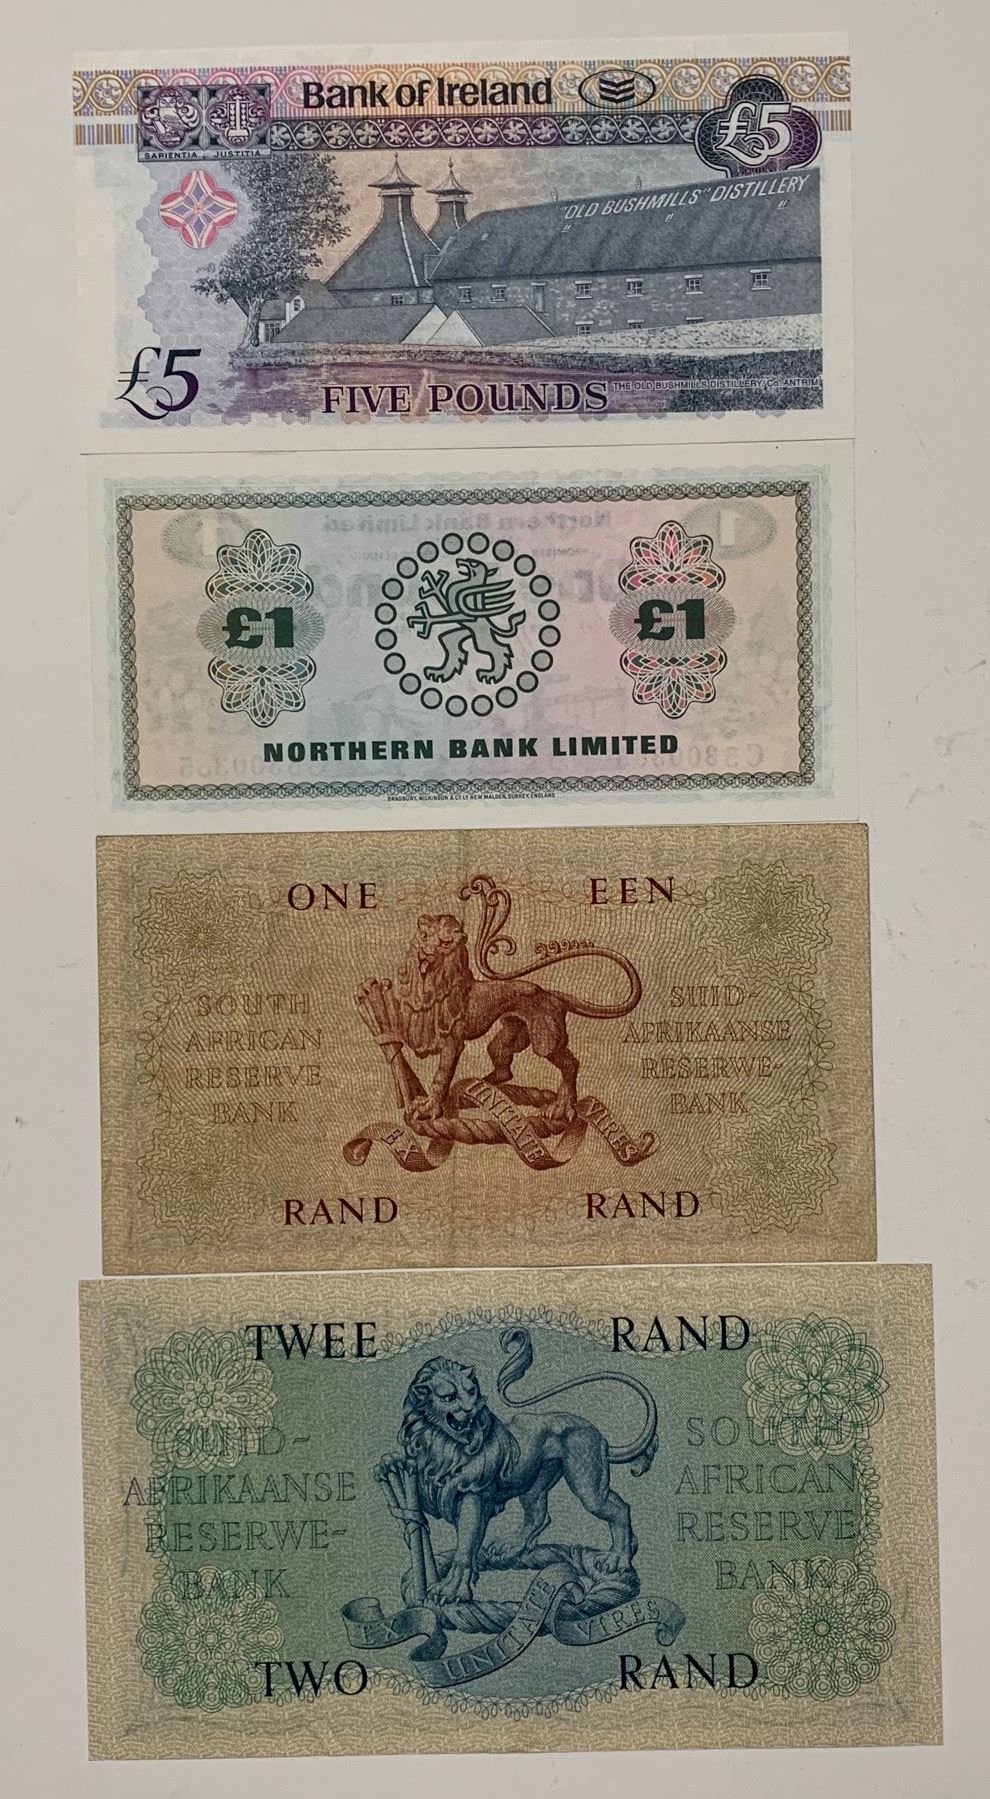 Bank of Ireland
£5
SAPIENTIA JUSTITIA
"OLD BUSHMILLS" DISTILLERY
£5
FIVE POUNDS
THE OLD BUSHMILLS DISTILLERY, Co. ANTRIM
£1
£1
NORTHERN BANK LIMITED
BRADBURY, WILKINSON & Co LD NEW MALDEN, SURREY, ENGLAND
ONE EEN
SOUTH
AFRICAN
RESERVE
BANK
SUID-
AFRIKAANSE
RESERWE-
BANK
EX UNITATE VIRES
RAND RAND
TWEE RAND
SUID-
AFRIKAANSE
RESERWE-
BANK
SOUTH
AFRICAN
RESERVE
BANK
EX UNITATE VIRES
TWO RAND